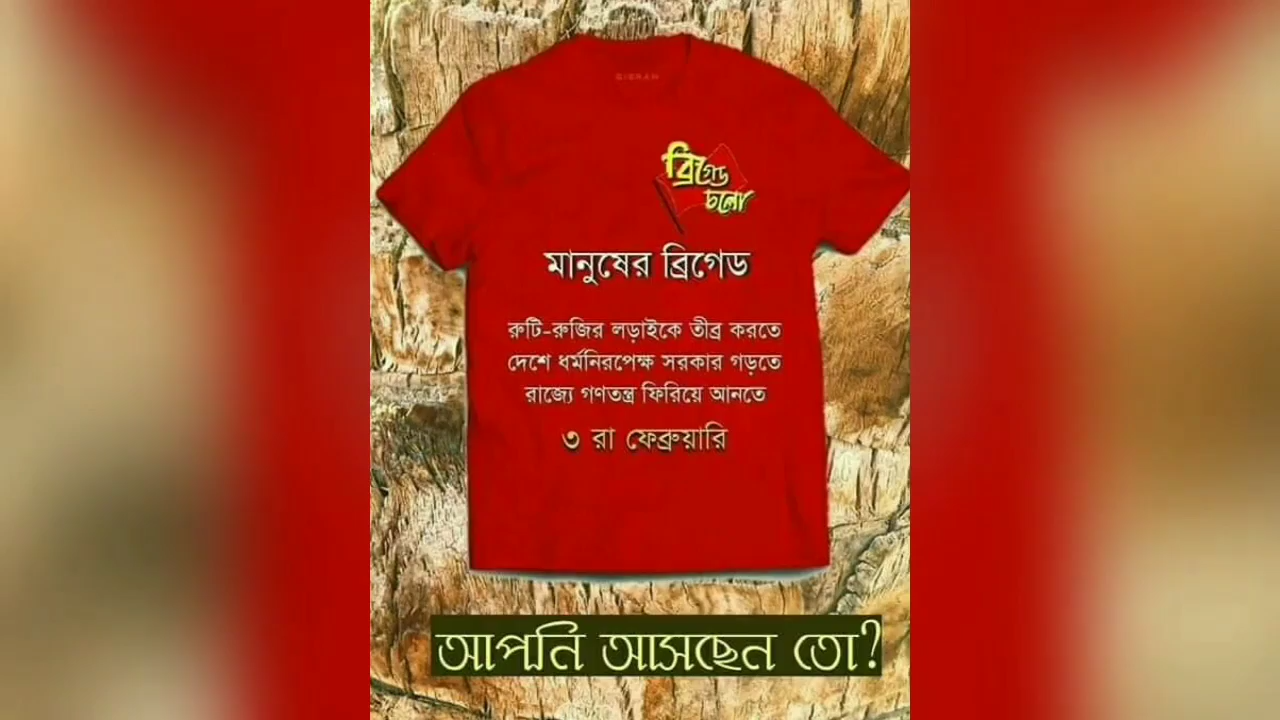 ব্রিগেড
চলো
মানুষের ব্রিগেড
রুটি-রুজির লড়াইকে তীব্র করতে
দেশে ধর্মনিরপেক্ষ সরকার গড়তে
রাজ্যে গণতন্ত্র ফিরিয়ে আনতে
৩ রা ফেব্রুয়ারি
আপনি আসছেন তো?